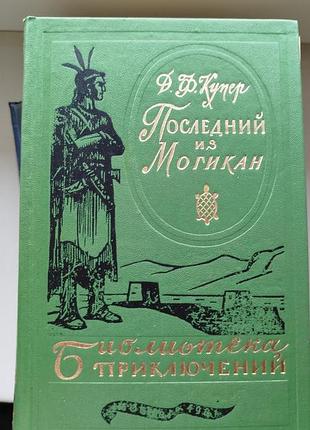 Д. Ф. Купер
Последний
из
Могикан
Библиотека
приключений